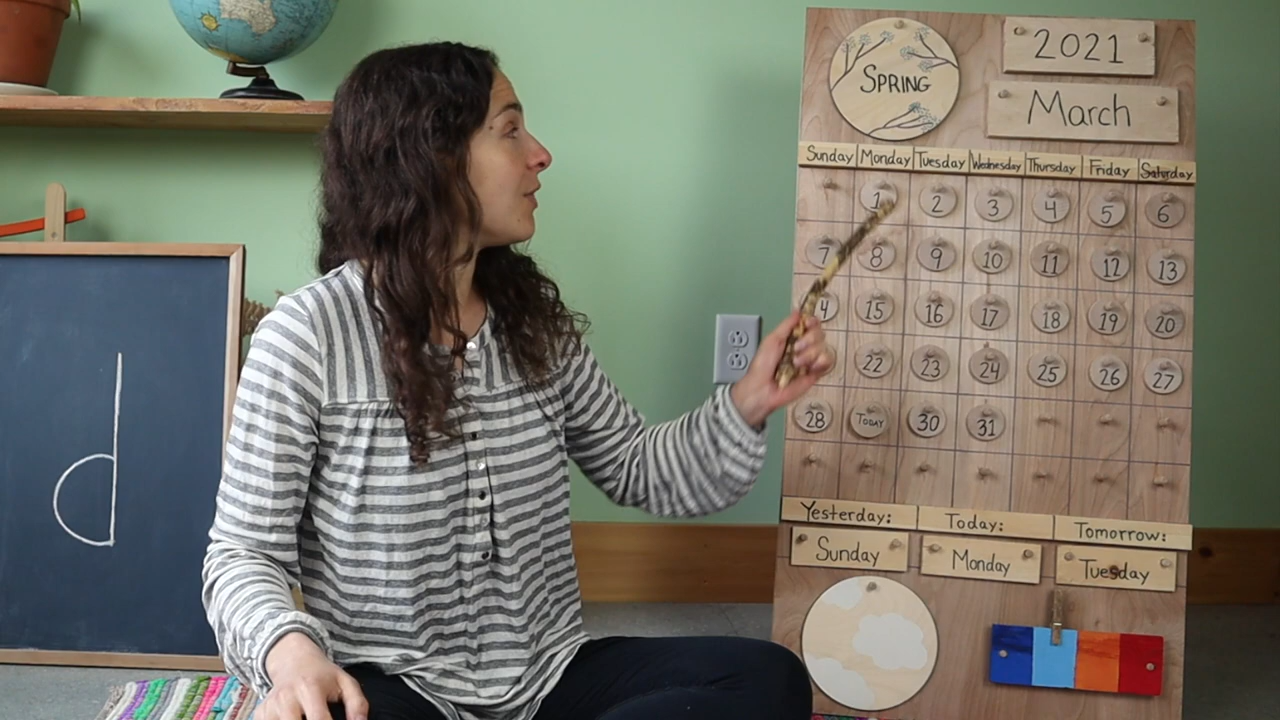 SPRING
2021
March
Sunday Monday Tuesday Wednesday Thursday Friday Saturday
1 2 3 4 5 6
7 8 9 10 11 12 13
4 15 16 17 18 19 20
22 23 24 25 26 27
28 TODAY 30 31
Yesterday: Today: Tomorrow:
Sunday Monday Tuesday
d